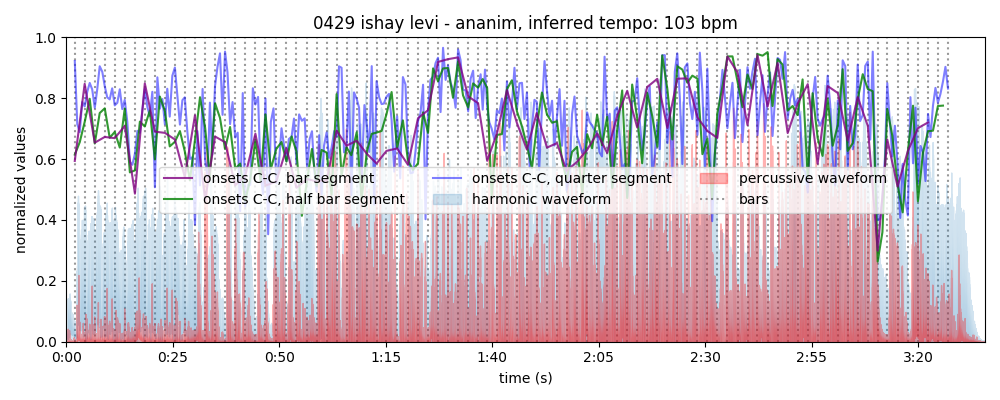 0429 ishay levi - ananim, inferred tempo: 103 bpm
1.0
0.8
0.6
0.4
0.2
0.0
normalized values
onsets C-C, bar segment
onsets C-C, half bar segment
onsets C-C, quarter segment
harmonic waveform
percussive waveform
bars
0:00 0:25 0:50 1:15 1:40 2:05 2:30 2:55 3:20
time (s)